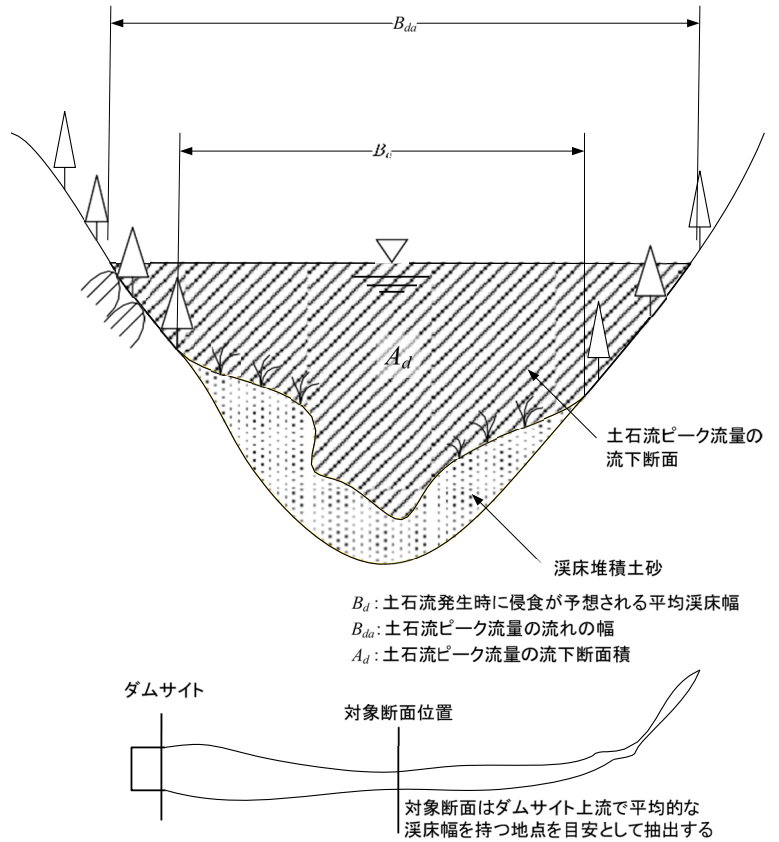 B_da
B_d
A_d
土石流ピーク流量の
流下断面
渓床堆積土砂
B_d：土石流発生時に侵食が予想される平均渓床幅
B_da：土石流ピーク流量の流れの幅
A_d：土石流ピーク流量の流下断面積
ダムサイト
対象断面位置
対象断面はダムサイト上流で平均的な
渓床幅を持つ地点を目安として抽出する